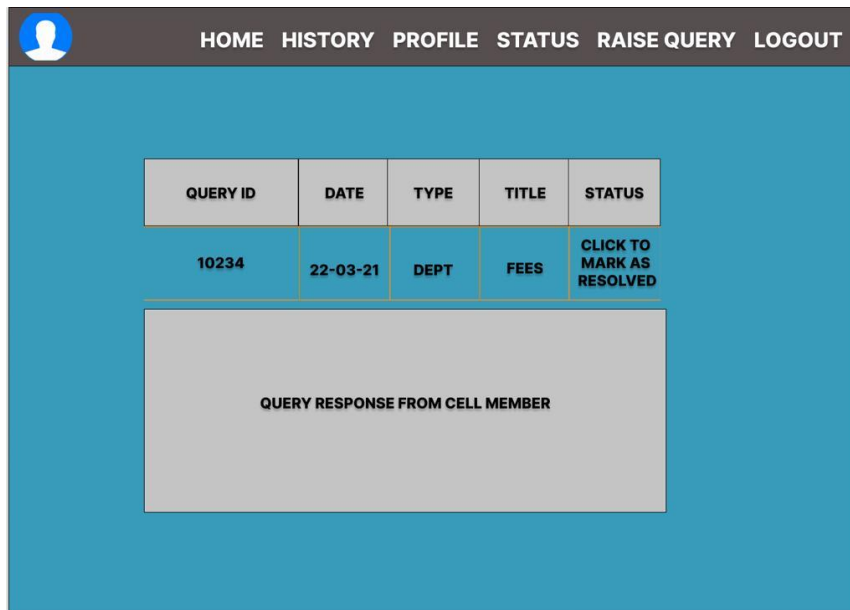 HOME HISTORY PROFILE STATUS RAISE QUERY LOGOUT
QUERY ID DATE TYPE TITLE STATUS
10234 22-03-21 DEPT FEES CLICK TO
MARK AS
RESOLVED
QUERY RESPONSE FROM CELL MEMBER